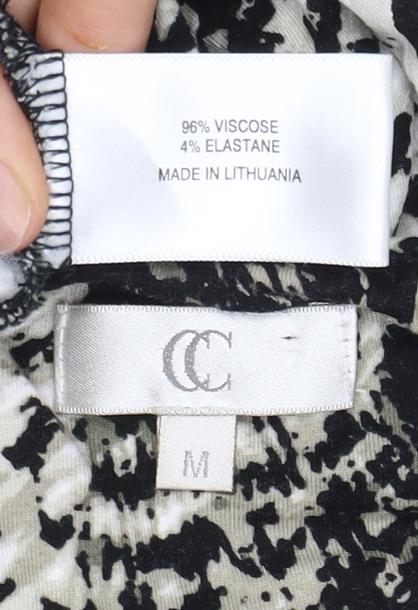 96% VISCOSE
4% ELASTANE
MADE IN LITHUANIA
CC
M